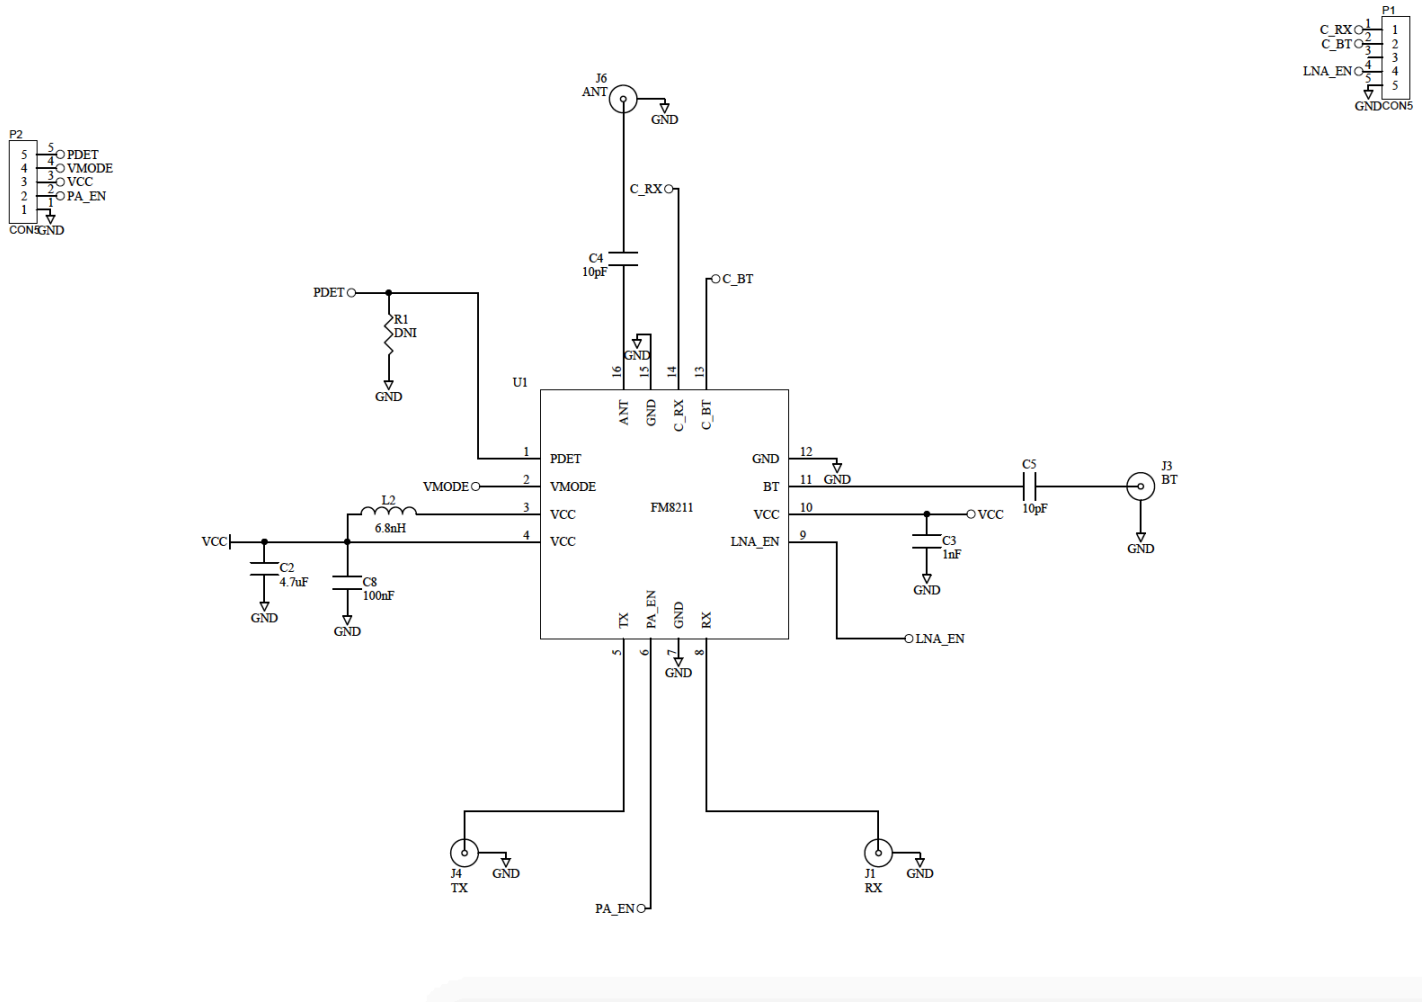 P1
C_RX 1 1
C_BT 2 2
3 3
LNA_EN 4 4
5 5
GND CON5
J6
ANT
GND
P2
5 5 PDET
4 4 VMODE
3 3 VCC
2 2 PA_EN
1 1
CON5 GND
C_RX
C4
10pF
C_BT
PDET
R1
DNI
GND
GND
16 15 14 13
U1
ANT GND C_RX C_BT
1 PDET
GND 12
GND
VMODE 2 VMODE
BT 11
C5
10pF
J3
BT
GND
FM8211
L2
6.8nH
3 VCC
VCC 10
VCC
VCC
4 VCC
LNA_EN 9
C3
1nF
GND
C2
4.7uF
GND
C8
100nF
GND
TX PA_EN GND RX
5 6 7 8
GND
LNA_EN
J4
TX
GND
J1
RX
GND
PA_EN